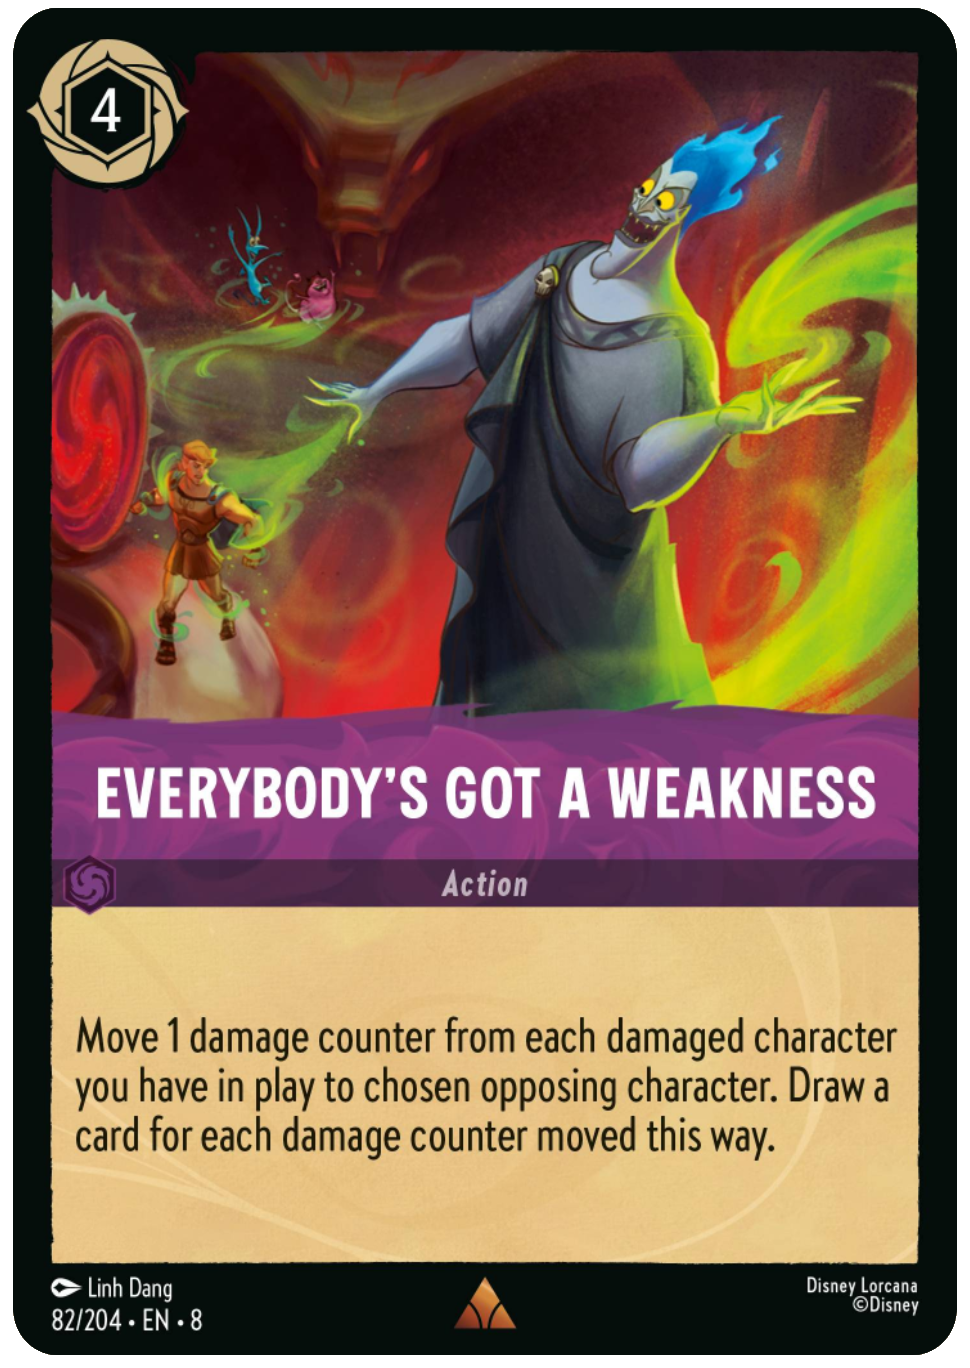 4
EVERYBODY'S GOT A WEAKNESS
Action
Move 1 damage counter from each damaged character
you have in play to chosen opposing character. Draw a
card for each damage counter moved this way.
Linh Dang
82/204 • EN • 8
Disney Lorcana
©Disney